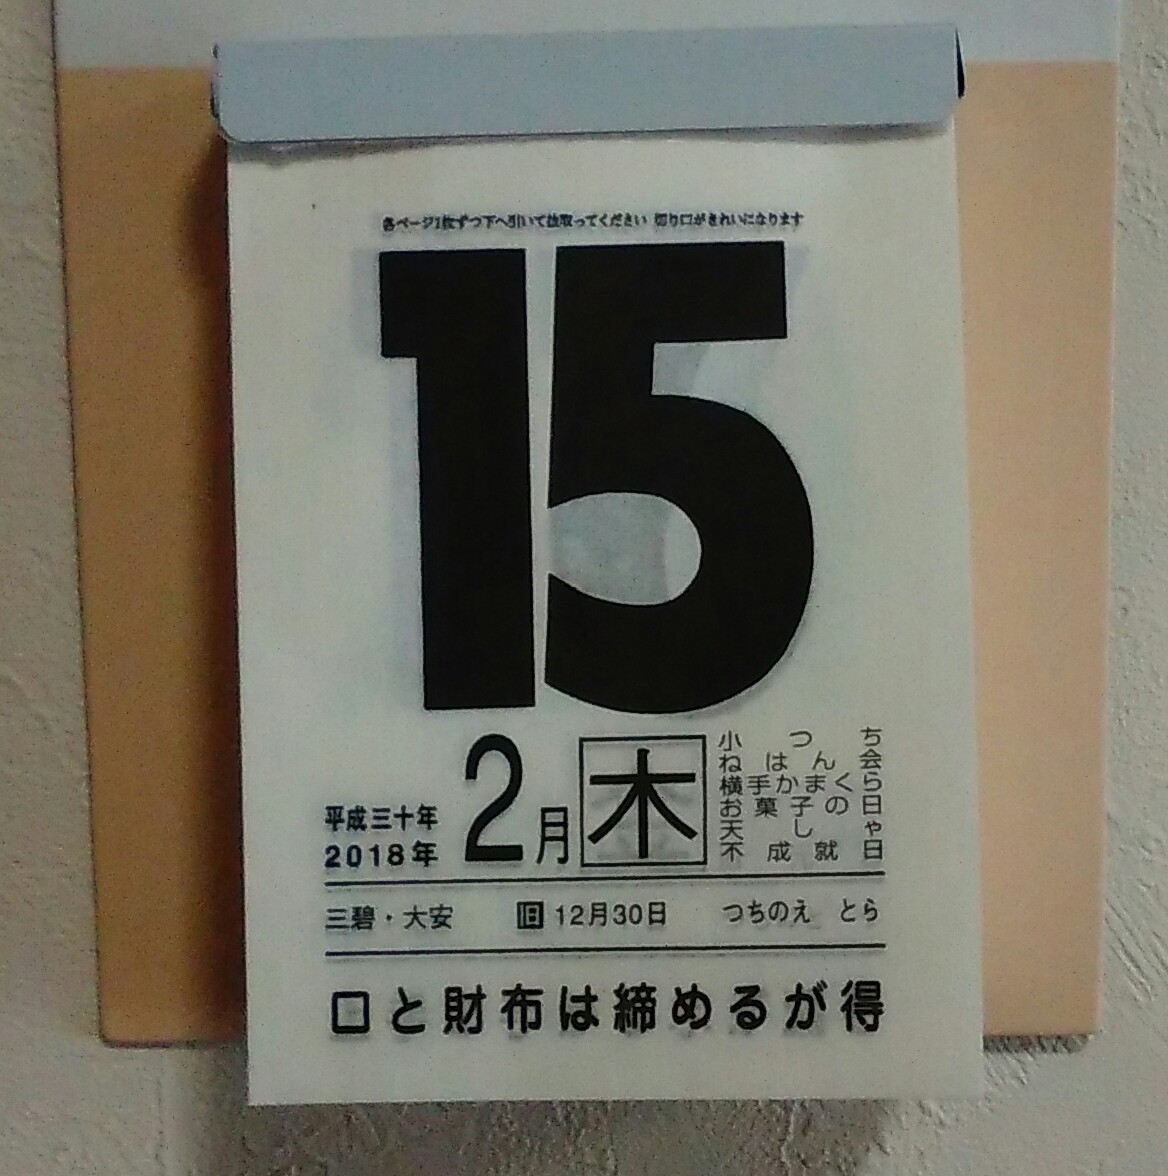 各ページ1枚ずつ下へ引いて抜取ってください 切り口がきれいになります
15
平成三十年
2018年
2月
木
小つち
ねはん会
横手かまくら
お菓子の日
天しゃ
不成就日
三碧・大安 旧12月30日 つちのえ とら
口と財布は締めるが得